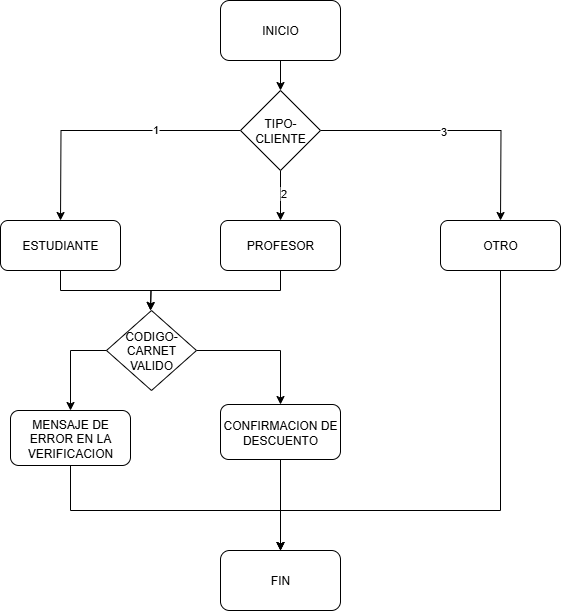 INICIO
TIPO-
CLIENTE
1
3
2
ESTUDIANTE
PROFESOR
OTRO
CODIGO-
CARNET
VALIDO
MENSAJE DE
ERROR EN LA
VERIFICACION
CONFIRMACION DE
DESCUENTO
FIN